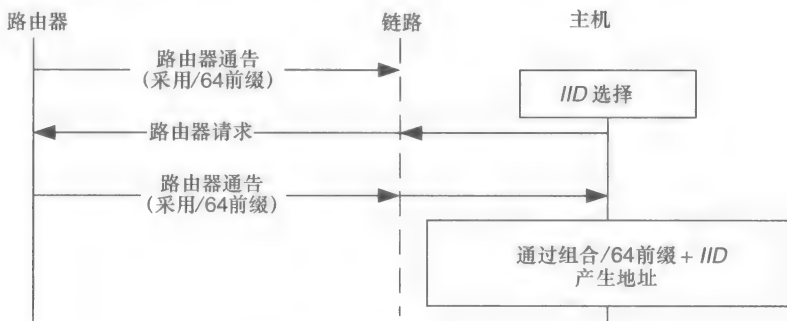 路由器
链路
主机
路由器通告
(采用/64前缀)
IID 选择
路由器请求
路由器通告
(采用/64前缀)
通过组合/64前缀 + IID
产生地址